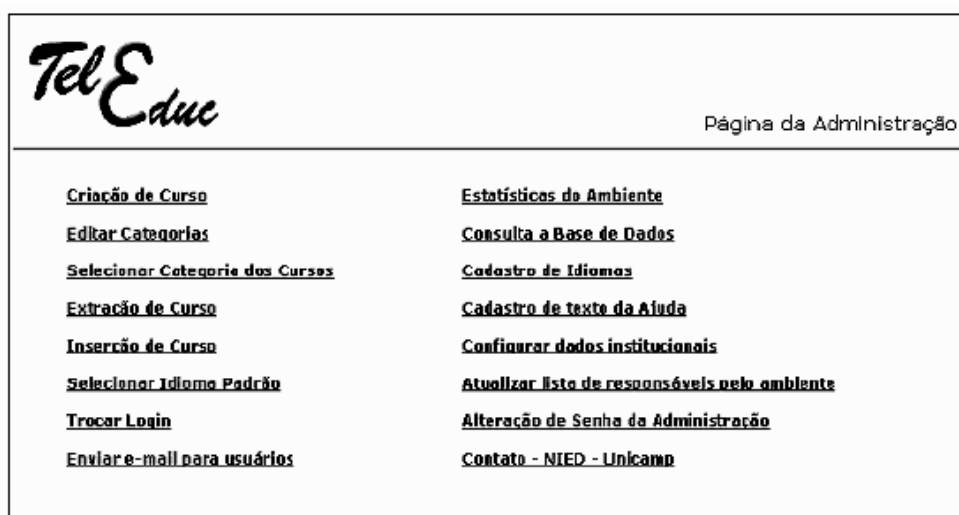 TelEduc
Página da Administração
Criação de Curso
Editar Categorias
Selecionar Categoria dos Cursos
Extração de Curso
Inserção de Curso
Selecionar Idioma Padrão
Trocar Login
Enviar e-mail para usuários
Estatísticas do Ambiente
Consulta a Base de Dados
Cadastro de Idiomas
Cadastro de texto da Ajuda
Configurar dados institucionais
Atualizar lista de responsáveis pelo ambiente
Alteração de Senha da Administração
Contato - NIED - Unicamp